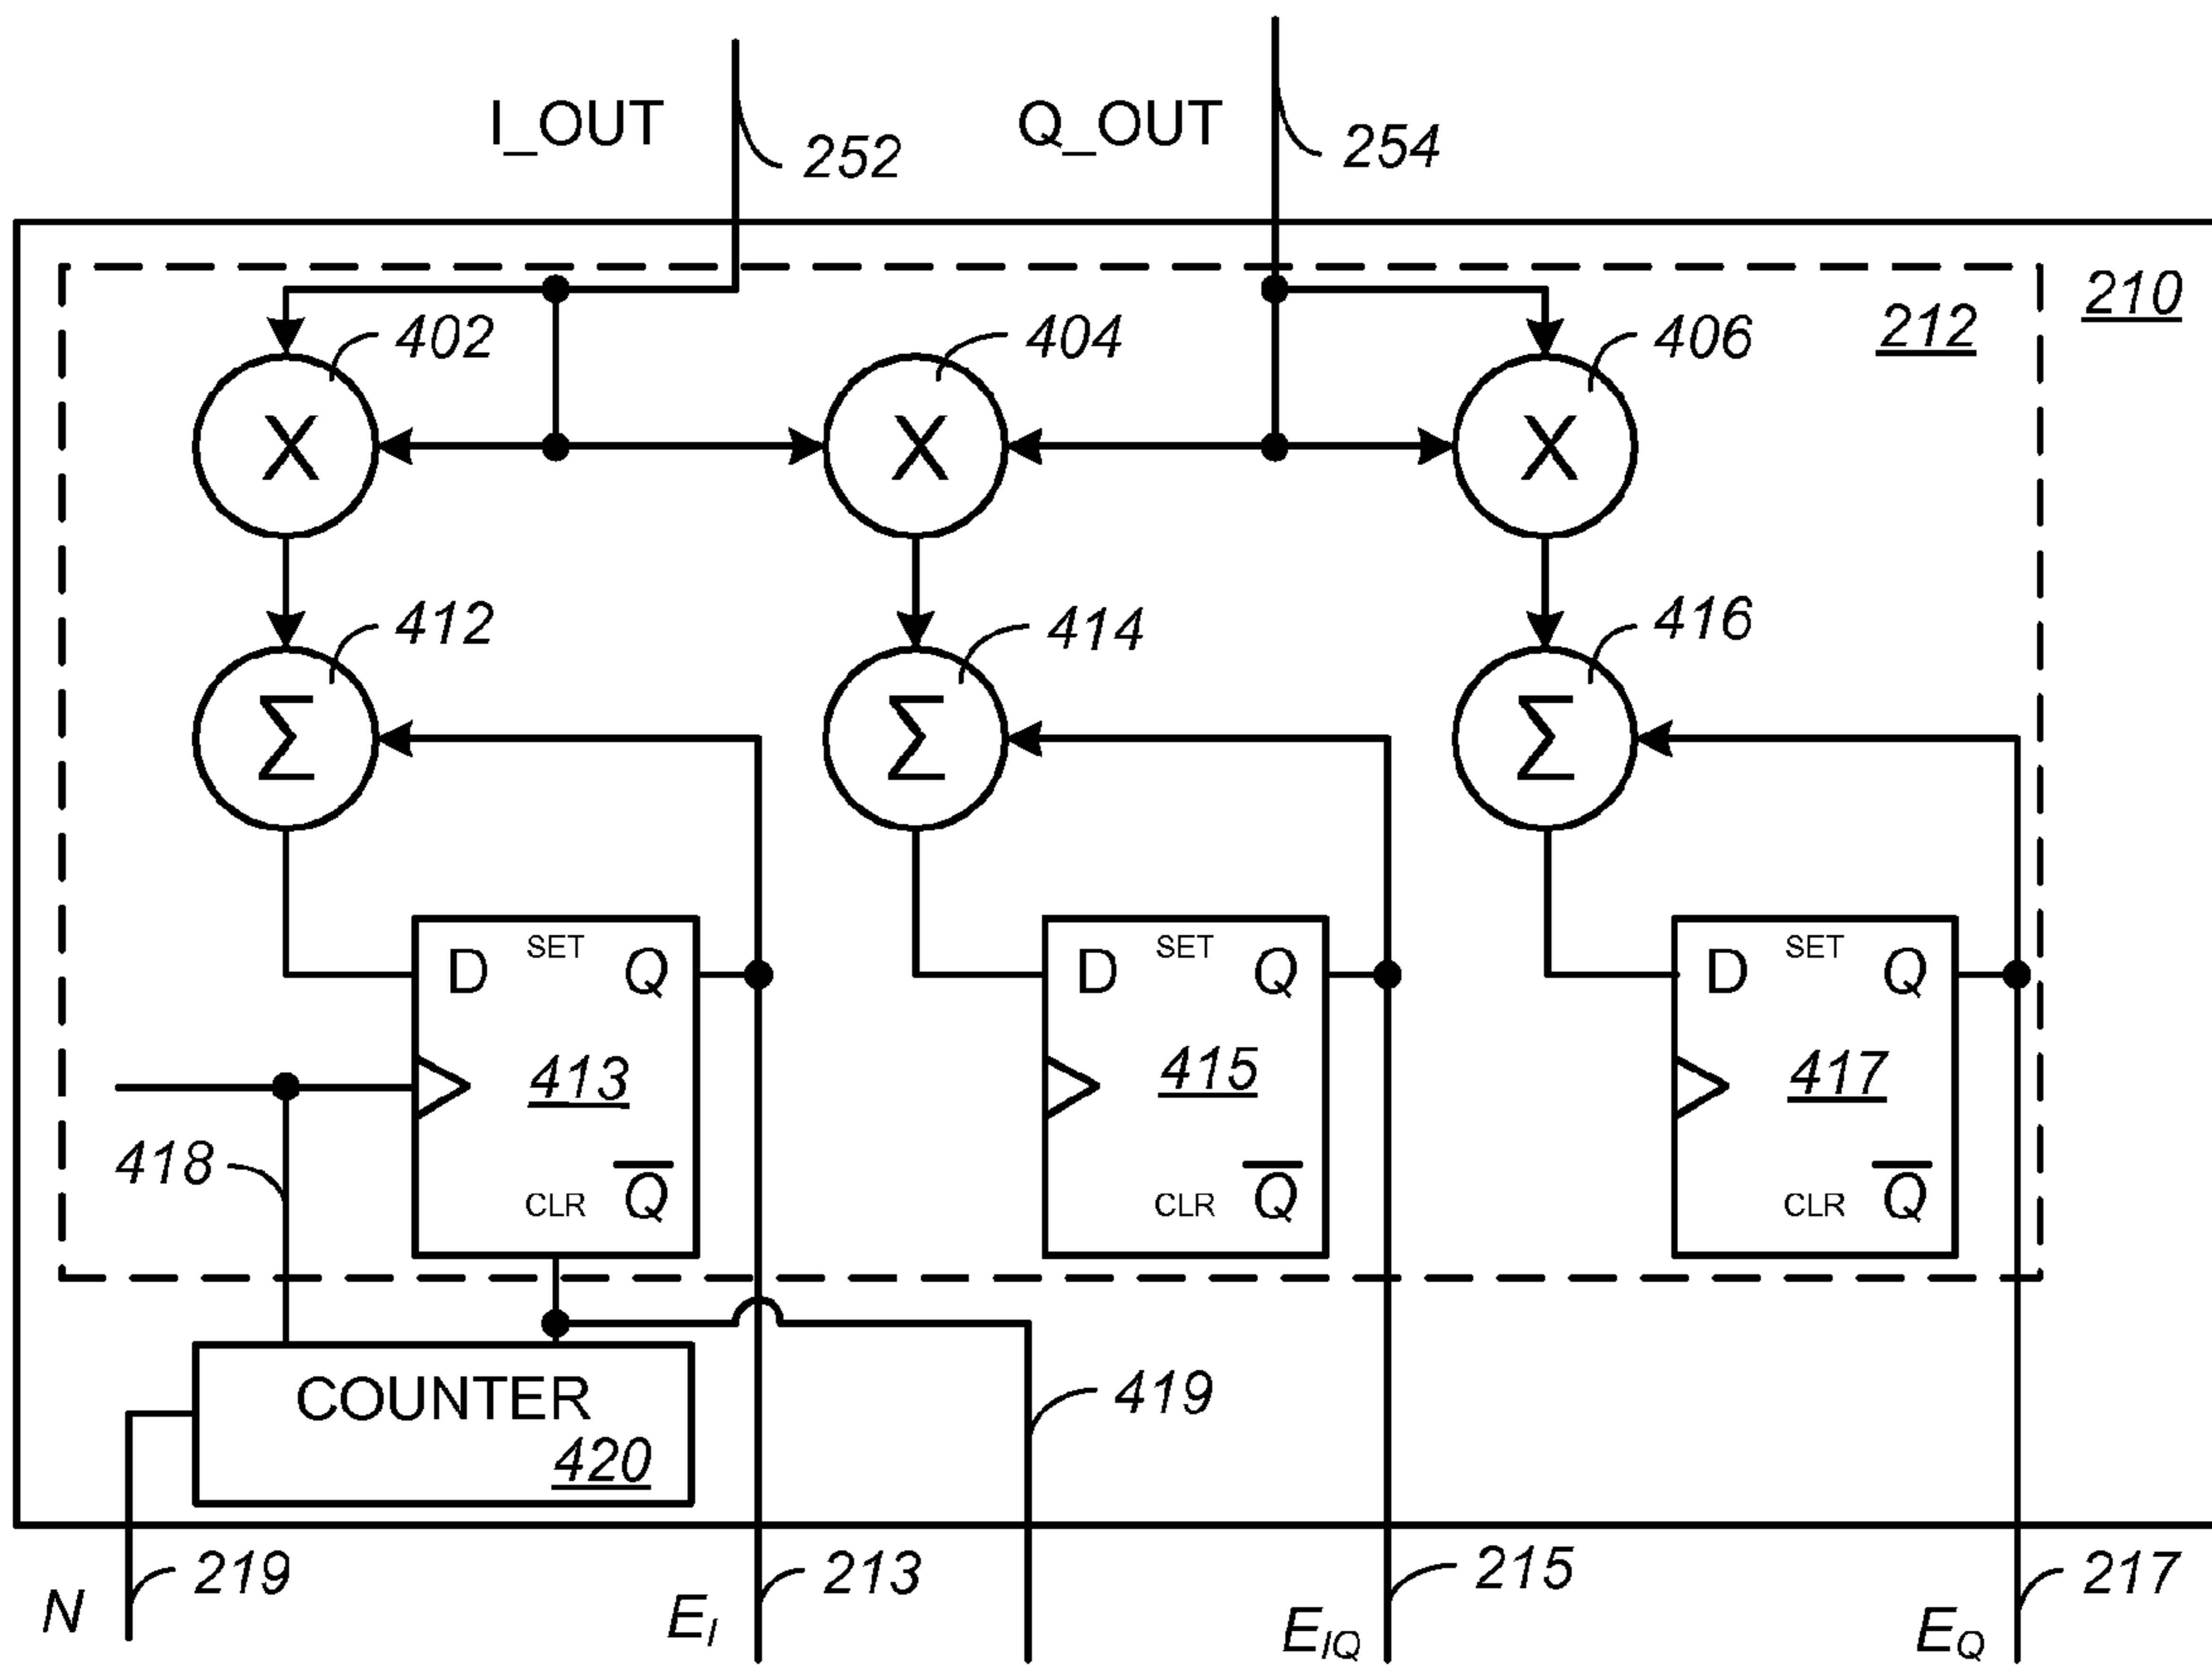 I_OUT 252 Q_OUT 254
210
212
402 404 406
X X X
412 414 416
Σ Σ Σ
D SET Q D SET Q D SET Q
413 415 417
418
CLR Q̅ CLR Q̅ CLR Q̅
COUNTER
420
419
N 219 E_I 213 E_IQ 215 E_Q 217